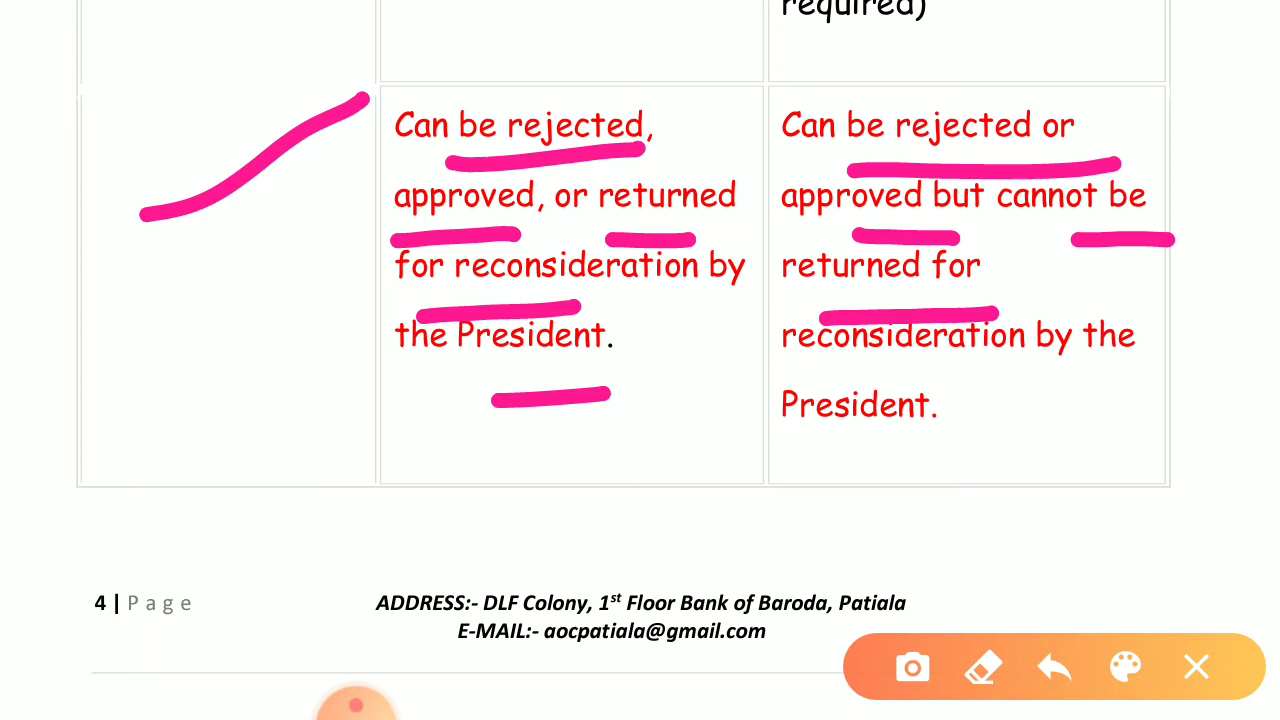 required)
Can be rejected,
approved, or returned
for reconsideration by
the President.
Can be rejected or
approved but cannot be
returned for
reconsideration by the
President.
4 | Page
ADDRESS:- DLF Colony, 1st Floor Bank of Baroda, Patiala
E-MAIL:- aocpatiala@gmail.com